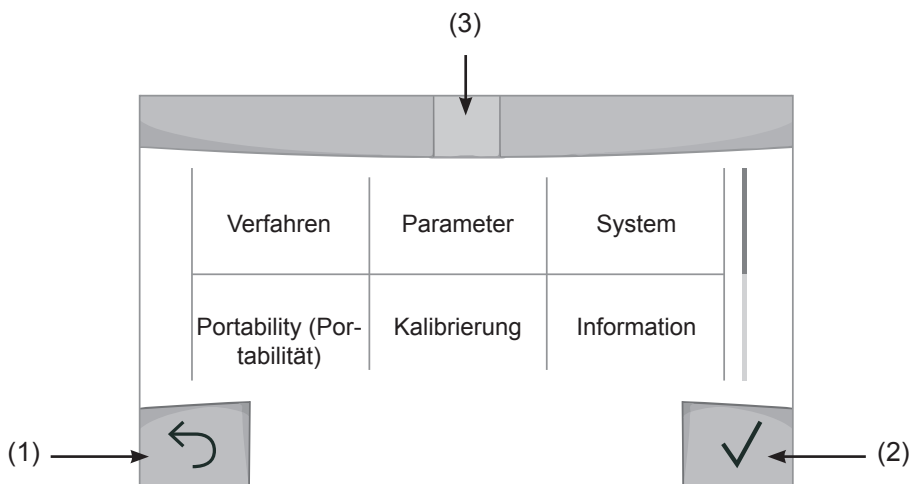 (3)
Verfahren
Parameter
System
Portability (Por-
tabilität)
Kalibrierung
Information
(1)
(2)